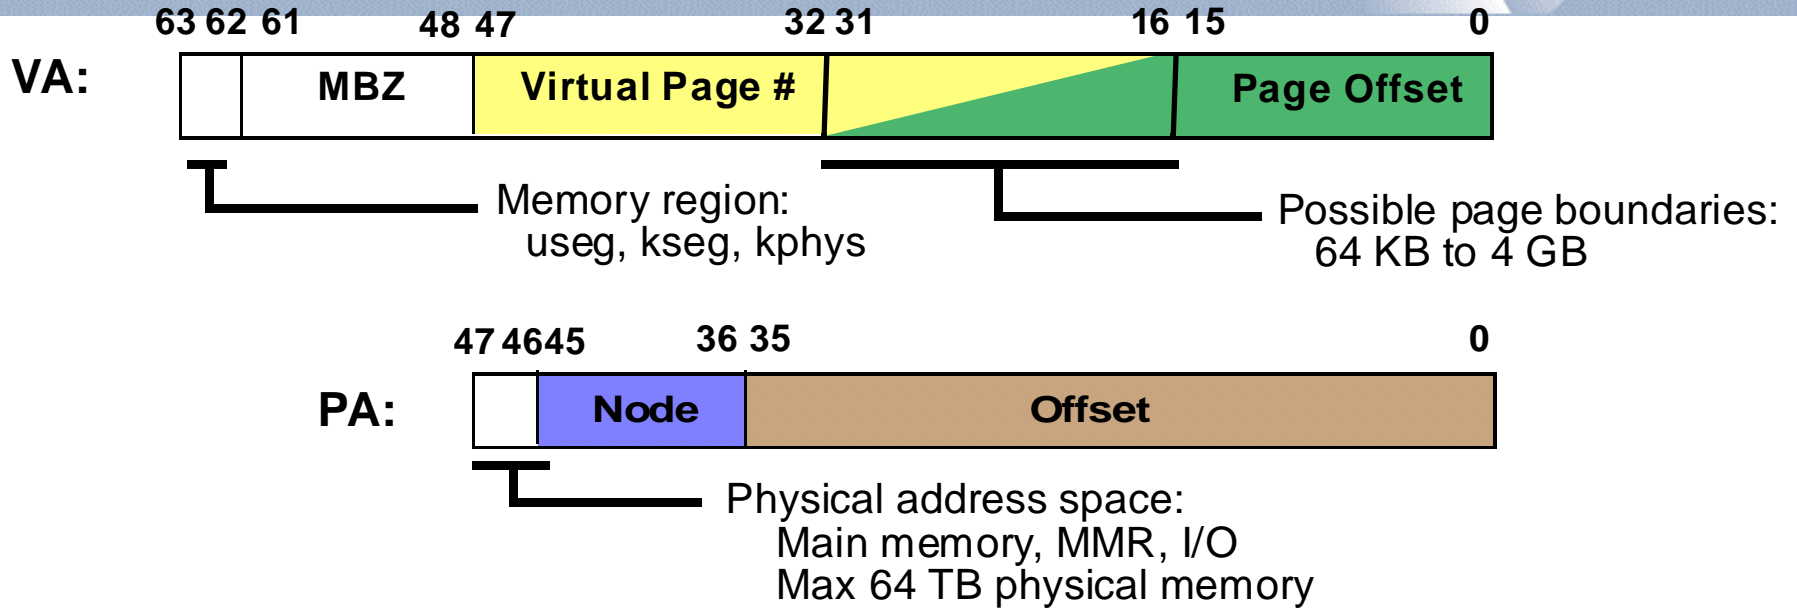 63 62 61 48 47 32 31 16 15 0
VA: MBZ Virtual Page # Page Offset
Memory region:
useg, kseg, kphys
Possible page boundaries:
64 KB to 4 GB
47 46 45 36 35 0
PA: Node Offset
Physical address space:
Main memory, MMR, I/O
Max 64 TB physical memory